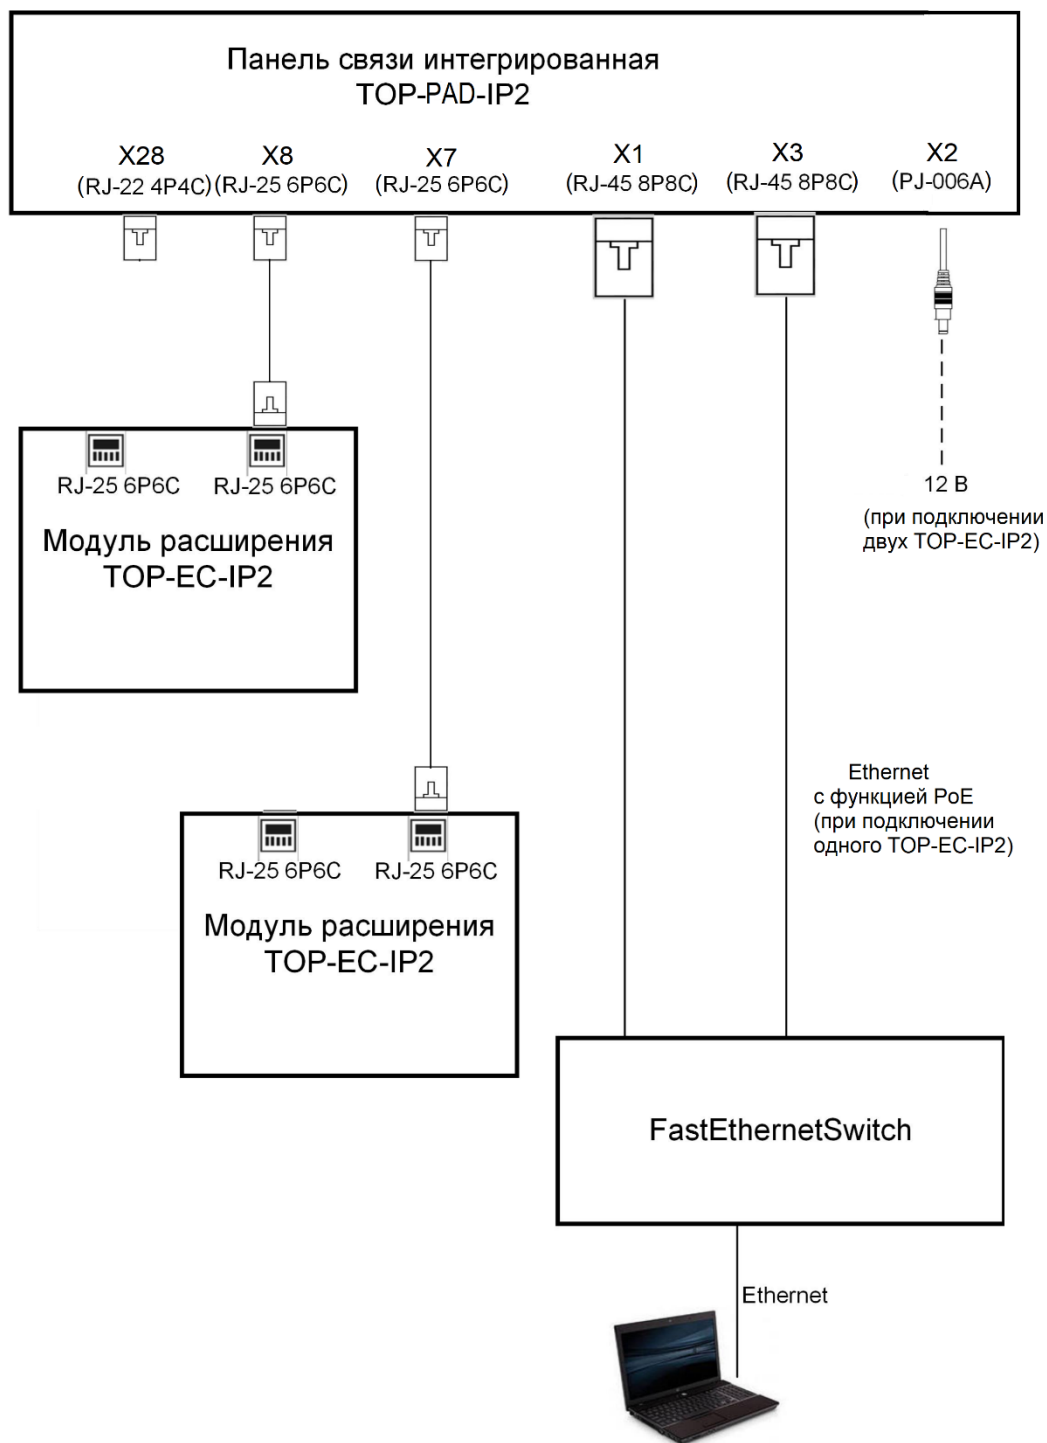 Панель связи интегрированная
TOP-PAD-IP2
X28 X8 X7 X1 X3 X2
(RJ-22 4P4C) (RJ-25 6P6C) (RJ-25 6P6C) (RJ-45 8P8C) (RJ-45 8P8C) (PJ-006A)
12 В
(при подключении
двух TOP-EC-IP2)
RJ-25 6P6C RJ-25 6P6C
Модуль расширения
TOP-EC-IP2
Ethernet
с функцией PoE
(при подключении
одного TOP-EC-IP2)
RJ-25 6P6C RJ-25 6P6C
Модуль расширения
TOP-EC-IP2
FastEthernetSwitch
Ethernet